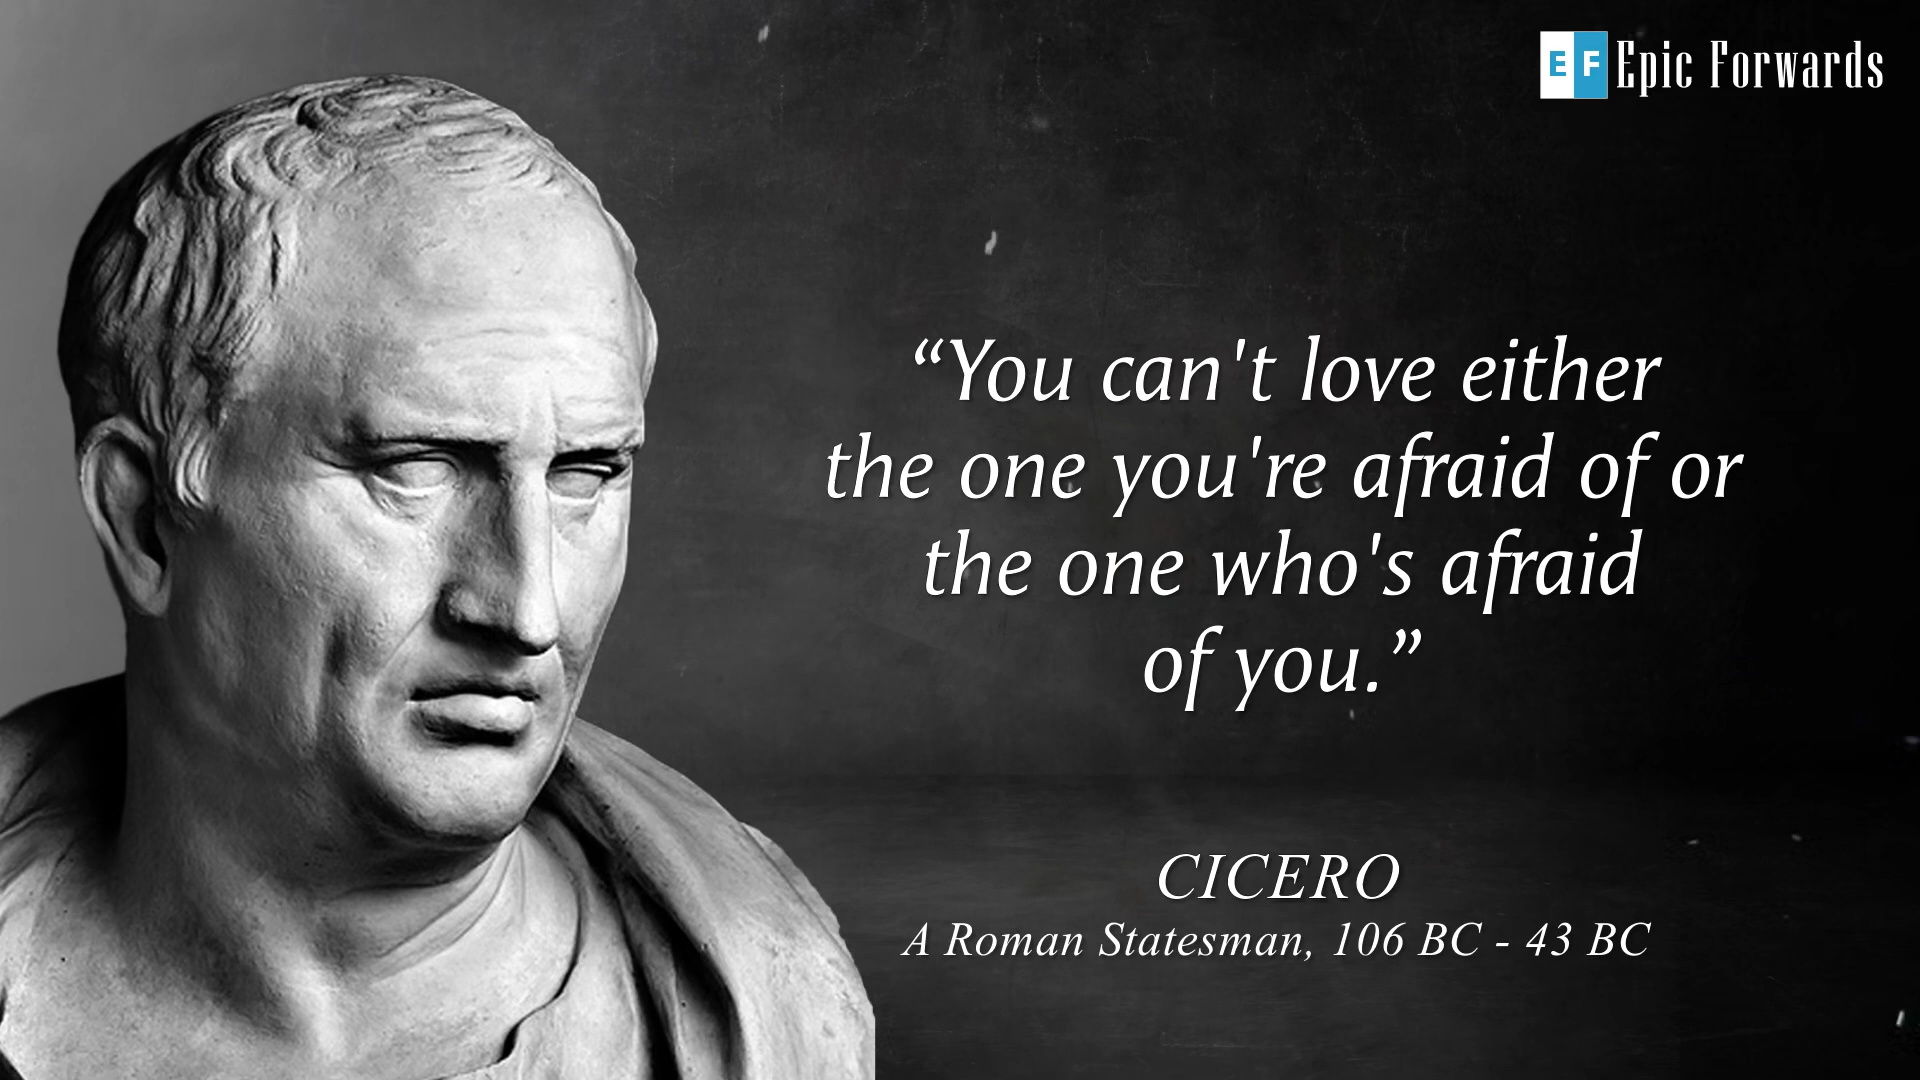 EF Epic Forwards
“You can't love either
the one you're afraid of or
the one who's afraid
of you.”
CICERO
A Roman Statesman, 106 BC - 43 BC